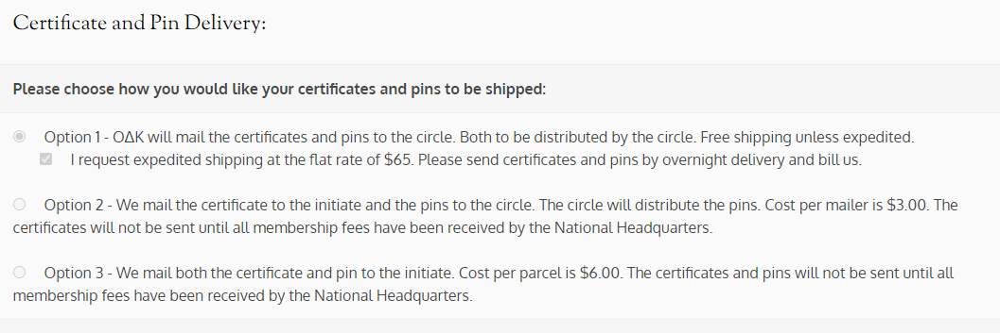 Certificate and Pin Delivery:
Please choose how you would like your certificates and pins to be shipped:
Option 1 - OΔK will mail the certificates and pins to the circle. Both to be distributed by the circle. Free shipping unless expedited.
I request expedited shipping at the flat rate of $65. Please send certificates and pins by overnight delivery and bill us.
Option 2 - We mail the certificate to the initiate and the pins to the circle. The circle will distribute the pins. Cost per mailer is $3.00. The
certificates will not be sent until all membership fees have been received by the National Headquarters.
Option 3 - We mail both the certificate and pin to the initiate. Cost per parcel is $6.00. The certificates and pins will not be sent until all
membership fees have been received by the National Headquarters.